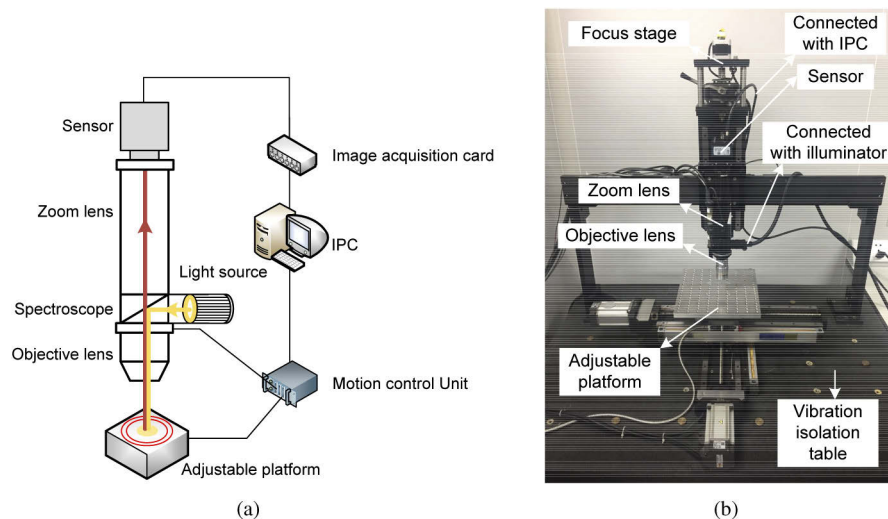 Sensor
Image acquisition card
Zoom lens
IPC
Light source
Spectroscope
Objective lens
Motion control Unit
Adjustable platform
(a)
Focus stage
Connected
with IPC
Sensor
Connected
with illuminator
Zoom lens
Objective lens
Adjustable
platform
Vibration
isolation
table
(b)